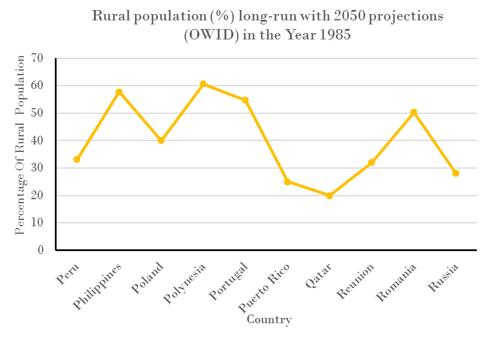 Rural population (%) long-run with 2050 projections
(OWID) in the Year 1985
Percentage Of Rural Population
70
60
50
40
30
20
10
0
Peru
Philippines
Poland
Polynesia
Portugal
Puerto Rico
Qatar
Reunion
Romania
Russia
Country